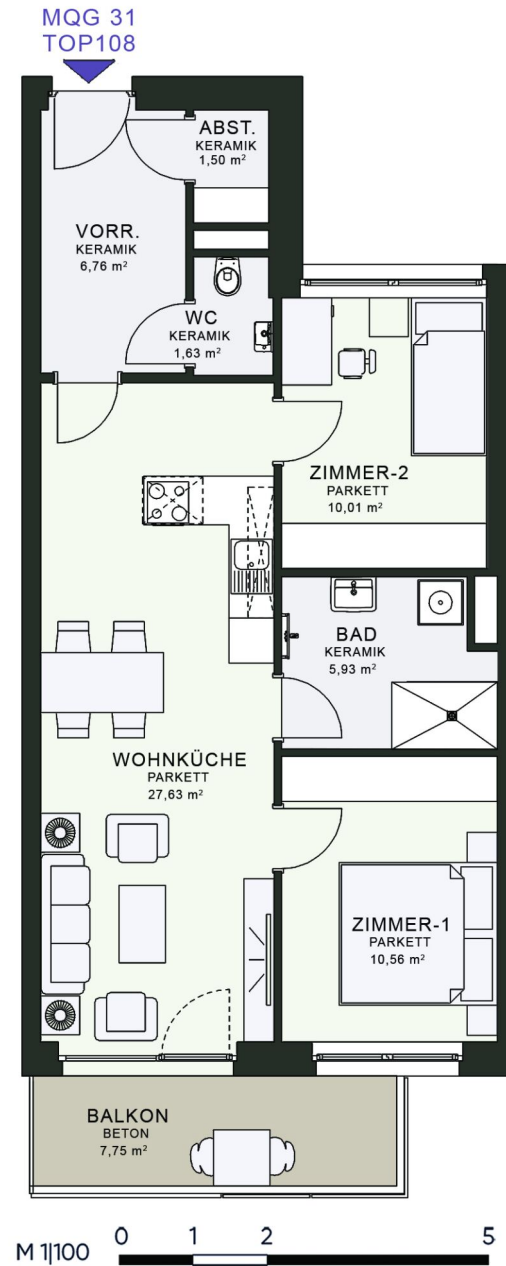 MQG 31
TOP108
ABST.
KERAMIK
1,50 m²
VORR.
KERAMIK
6,76 m²
WC
KERAMIK
1,63 m²
ZIMMER-2
PARKETT
10,01 m²
BAD
KERAMIK
5,93 m²
WOHNKÜCHE
PARKETT
27,63 m²
ZIMMER-1
PARKETT
10,56 m²
BALKON
BETON
7,75 m²
M 1|100 0 1 2 5